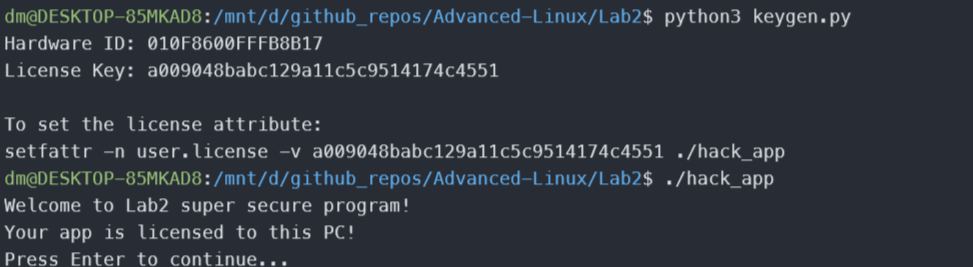 dm@DESKTOP-85MKAD8:/mnt/d/github_repos/Advanced-Linux/Lab2$ python3 keygen.py
Hardware ID: 010F8600FFFB8B17
License Key: a009048babc129a11c5c9514174c4551
To set the license attribute:
setfattr -n user.license -v a009048babc129a11c5c9514174c4551 ./hack_app
dm@DESKTOP-85MKAD8:/mnt/d/github_repos/Advanced-Linux/Lab2$ ./hack_app
Welcome to Lab2 super secure program!
Your app is licensed to this PC!
Press Enter to continue...